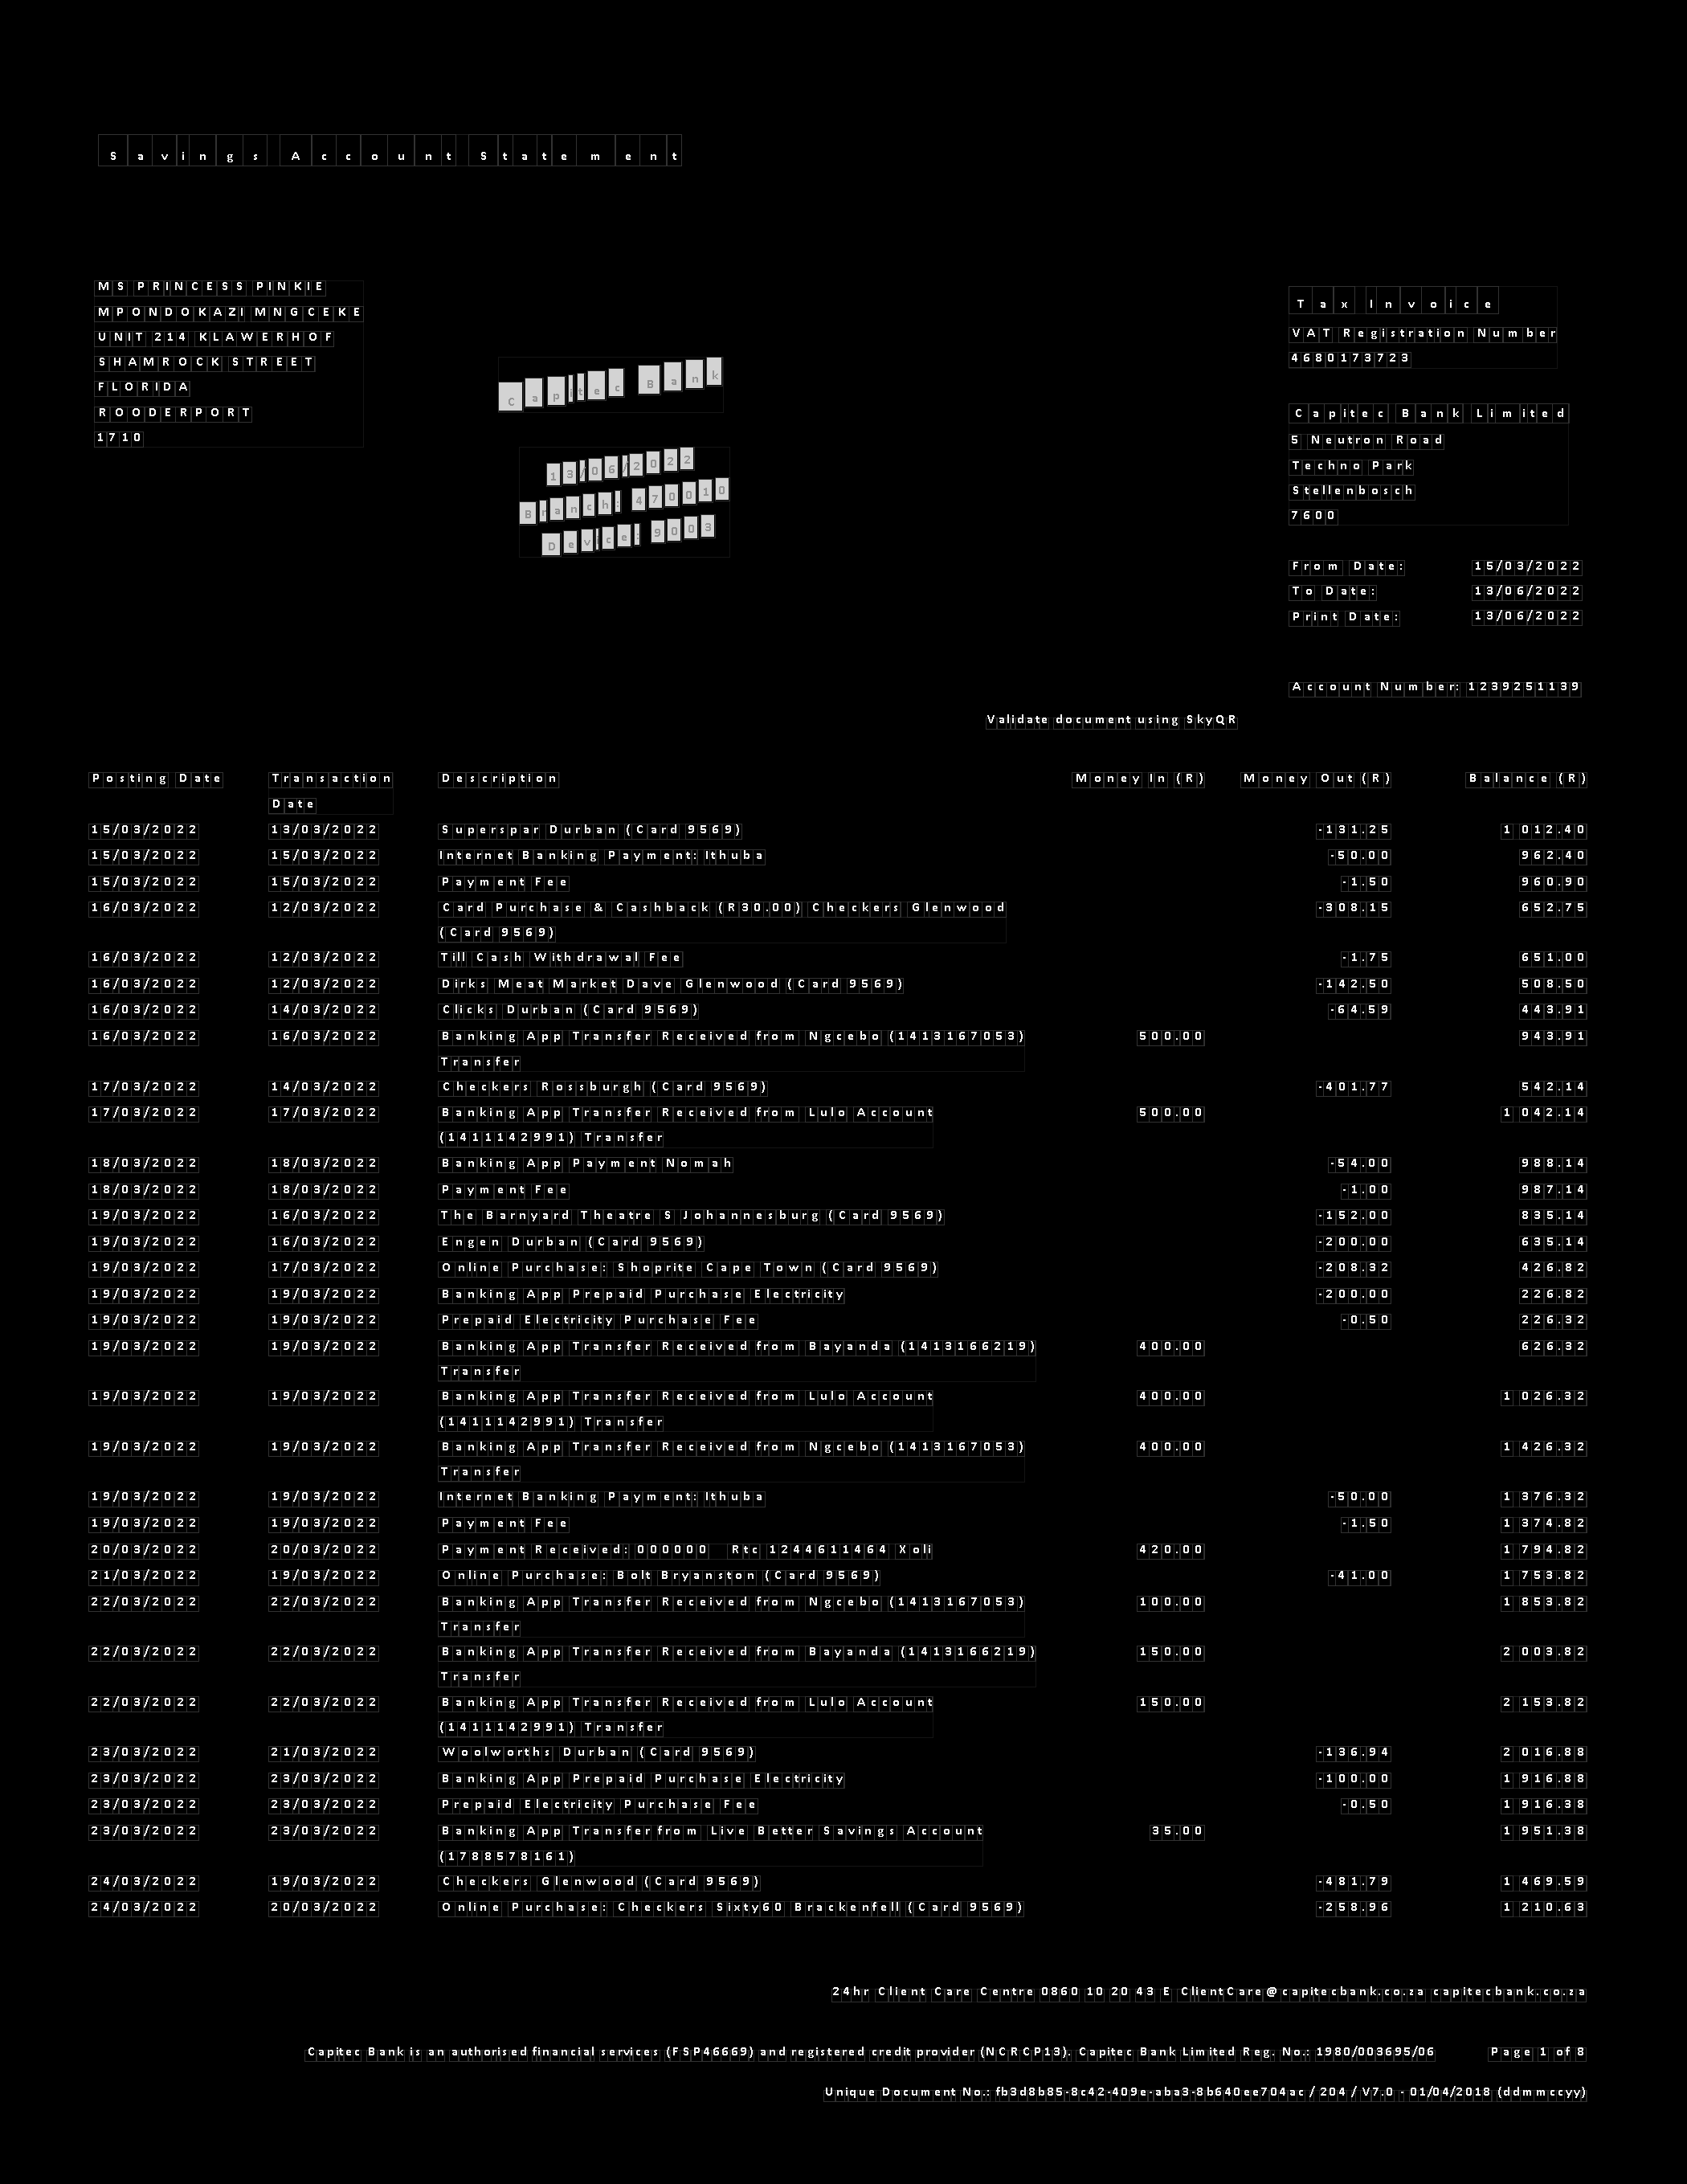 Savings Account Statement
MS PRINCESS PINKIE
MPONDOKAZI MNGCEKE
UNIT 214 KLAWERHOF
SHAMROCK STREET
FLORIDA
ROODERPORT
1710
Capitec Bank
13/06/2022
Branch: 470010
Device: 9003
Tax Invoice
VAT Registration Number
4680173723
Capitec Bank Limited
5 Neutron Road
Techno Park
Stellenbosch
7600
From Date: 15/03/2022
To Date: 13/06/2022
Print Date: 13/06/2022
Account Number: 1239251139
Validate document using SkyQR
Posting Date Transaction Description Money In (R) Money Out (R) Balance (R)
Date
15/03/2022 13/03/2022 Superspar Durban (Card 9569) -131.25 1 012.40
15/03/2022 15/03/2022 Internet Banking Payment: Ithuba -50.00 962.40
15/03/2022 15/03/2022 Payment Fee -1.50 960.90
16/03/2022 12/03/2022 Card Purchase & Cashback (R30.00) Checkers Glenwood -308.15 652.75
(Card 9569)
16/03/2022 12/03/2022 Till Cash Withdrawal Fee -1.75 651.00
16/03/2022 12/03/2022 Dirks Meat Market Dave Glenwood (Card 9569) -142.50 508.50
16/03/2022 14/03/2022 Clicks Durban (Card 9569) -64.59 443.91
16/03/2022 16/03/2022 Banking App Transfer Received from Ngcebo (1413167053) 500.00 943.91
Transfer
17/03/2022 14/03/2022 Checkers Rossburgh (Card 9569) -401.77 542.14
17/03/2022 17/03/2022 Banking App Transfer Received from Lulo Account 500.00 1 042.14
(1411142991) Transfer
18/03/2022 18/03/2022 Banking App Payment Nomah -54.00 988.14
18/03/2022 18/03/2022 Payment Fee -1.00 987.14
19/03/2022 16/03/2022 The Barnyard Theatre S Johannesburg (Card 9569) -152.00 835.14
19/03/2022 16/03/2022 Engen Durban (Card 9569) -200.00 635.14
19/03/2022 17/03/2022 Online Purchase: Shoprite Cape Town (Card 9569) -208.32 426.82
19/03/2022 19/03/2022 Banking App Prepaid Purchase Electricity -200.00 226.82
19/03/2022 19/03/2022 Prepaid Electricity Purchase Fee -0.50 226.32
19/03/2022 19/03/2022 Banking App Transfer Received from Bayanda (1413166219) 400.00 626.32
Transfer
19/03/2022 19/03/2022 Banking App Transfer Received from Lulo Account 400.00 1 026.32
(1411142991) Transfer
19/03/2022 19/03/2022 Banking App Transfer Received from Ngcebo (1413167053) 400.00 1 426.32
Transfer
19/03/2022 19/03/2022 Internet Banking Payment: Ithuba -50.00 1 376.32
19/03/2022 19/03/2022 Payment Fee -1.50 1 374.82
20/03/2022 20/03/2022 Payment Received: 000000 Rtc 1244611464 Xoli 420.00 1 794.82
21/03/2022 19/03/2022 Online Purchase: Bolt Bryanston (Card 9569) -41.00 1 753.82
22/03/2022 22/03/2022 Banking App Transfer Received from Ngcebo (1413167053) 100.00 1 853.82
Transfer
22/03/2022 22/03/2022 Banking App Transfer Received from Bayanda (1413166219) 150.00 2 003.82
Transfer
22/03/2022 22/03/2022 Banking App Transfer Received from Lulo Account 150.00 2 153.82
(1411142991) Transfer
23/03/2022 21/03/2022 Woolworths Durban (Card 9569) -136.94 2 016.88
23/03/2022 23/03/2022 Banking App Prepaid Purchase Electricity -100.00 1 916.88
23/03/2022 23/03/2022 Prepaid Electricity Purchase Fee -0.50 1 916.38
23/03/2022 23/03/2022 Banking App Transfer from Live Better Savings Account 35.00 1 951.38
(1788578161)
24/03/2022 19/03/2022 Checkers Glenwood (Card 9569) -481.79 1 469.59
24/03/2022 20/03/2022 Online Purchase: Checkers Sixty60 Brackenfell (Card 9569) -258.96 1 210.63
24hr Client Care Centre 0860 10 20 43 E ClientCare@capitecbank.co.za capitecbank.co.za
Capitec Bank is an authorised financial services (FSP46669) and registered credit provider (NCRCP13). Capitec Bank Limited Reg. No.: 1980/003695/06 Page 1 of 8
Unique Document No.: fb3d8b85-8c42-409e-aba3-8b640ee704ac / 204 / V7.0 - 01/04/2018 (ddmmccyy)